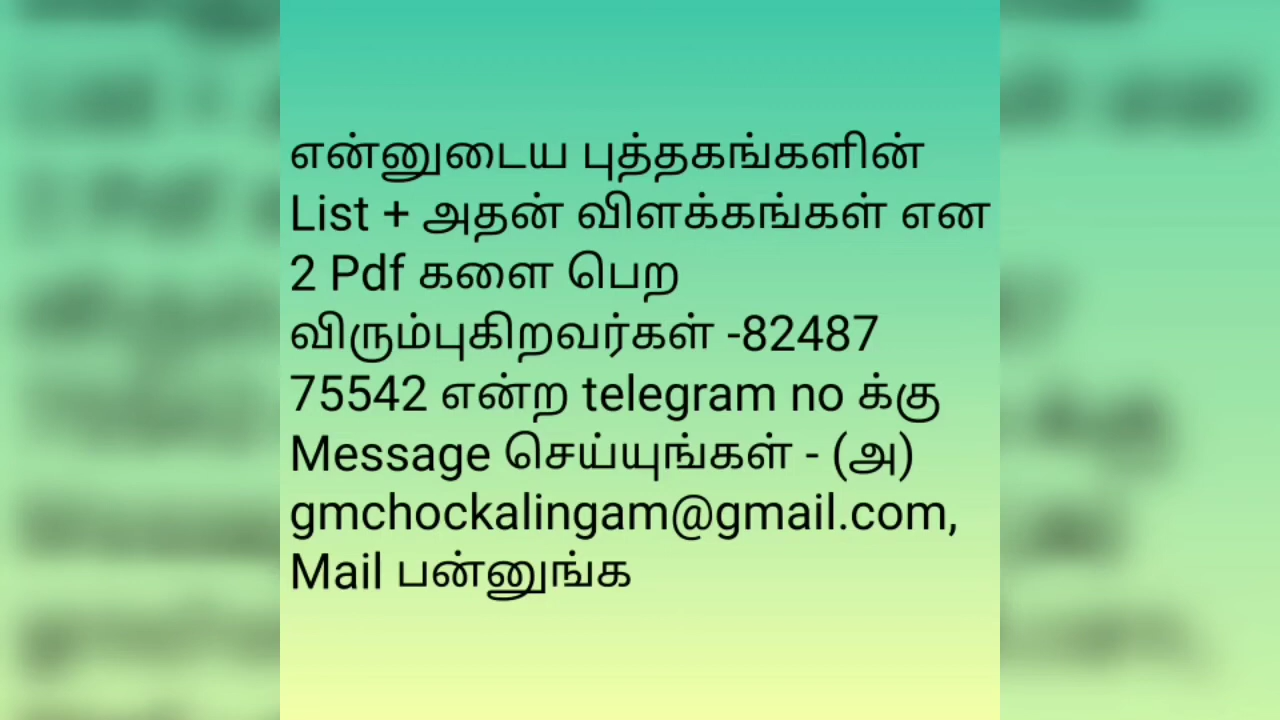 என்னுடைய புத்தகங்களின்
List + அதன் விளக்கங்கள் என
2 Pdf களை பெற
விரும்புகிறவர்கள் -82487
75542 என்ற telegram no க்கு
Message செய்யுங்கள் - (அ)
gmchockalingam@gmail.com,
Mail பன்னுங்க